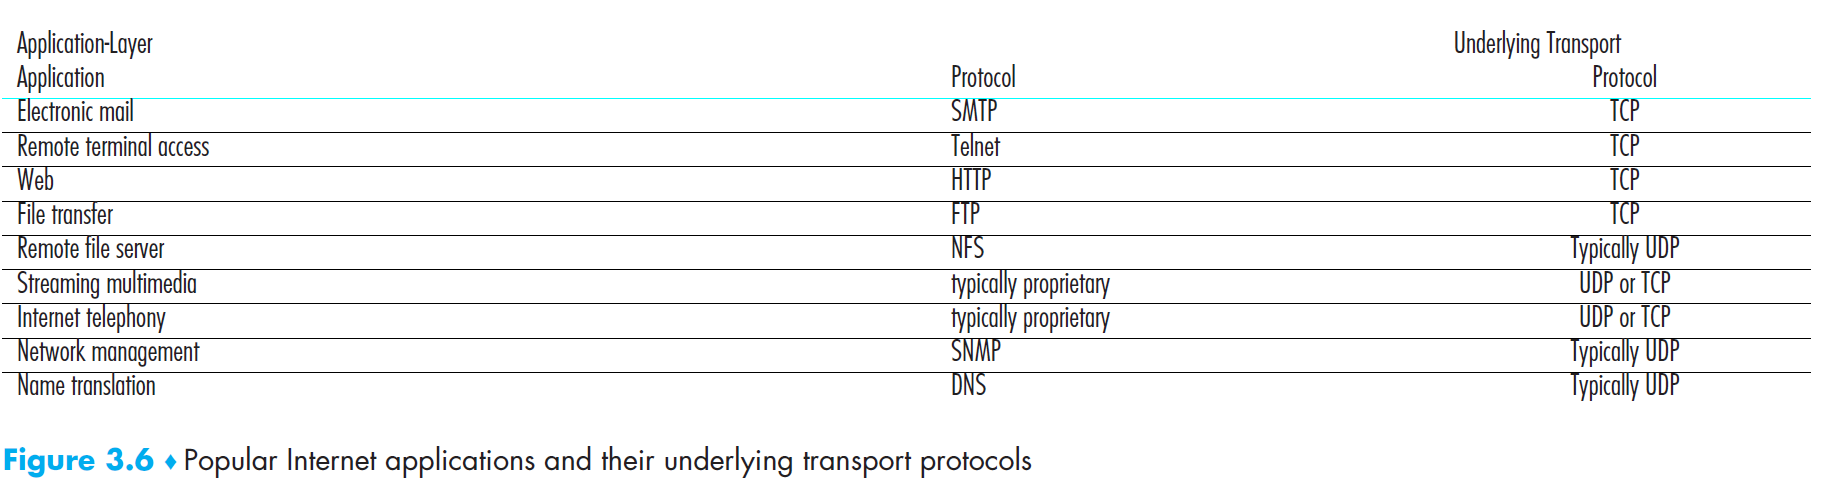 Application-Layer Underlying Transport
Application Protocol Protocol
Electronic mail SMTP TCP
Remote terminal access Telnet TCP
Web HTTP TCP
File transfer FTP TCP
Remote file server NFS Typically UDP
Streaming multimedia typically proprietary UDP or TCP
Internet telephony typically proprietary UDP or TCP
Network management SNMP Typically UDP
Name translation DNS Typically UDP
Figure 3.6 ♦ Popular Internet applications and their underlying transport protocols